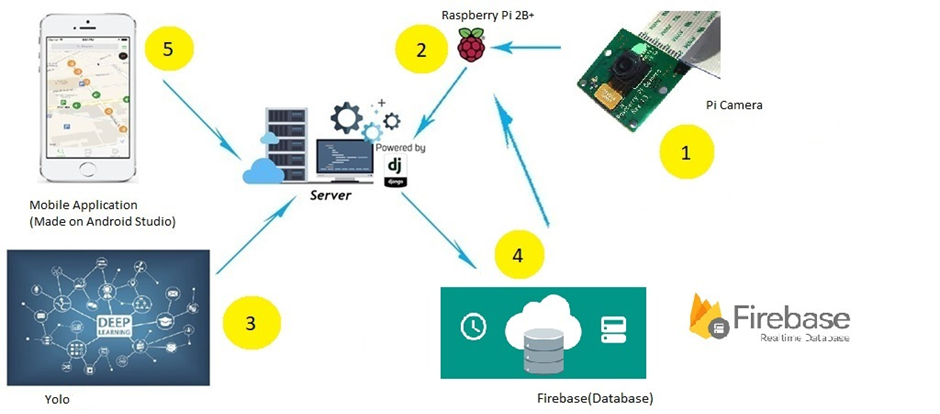 Raspberry Pi 2B+
5
2
Pi Camera
1
Powered by
dj
django
Server
Mobile Application
(Made on Android Studio)
4
DEEP
LEARNING
3
Firebase
Realtime Database
Yolo
Firebase(Database)